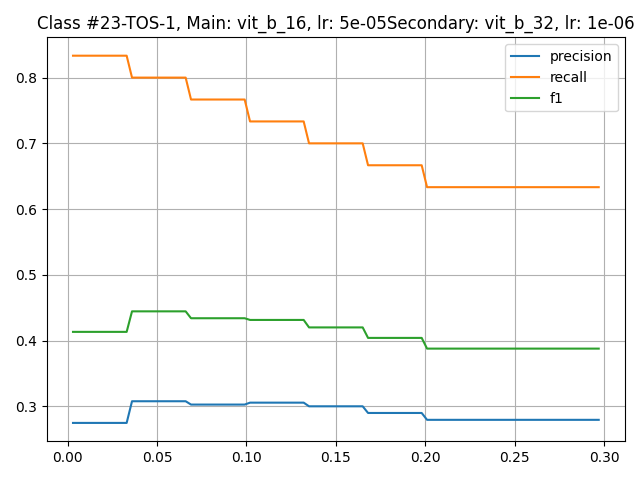 Class #23-TOS-1, Main: vit_b_16, lr: 5e-05Secondary: vit_b_32, lr: 1e-06
precision
recall
f1
0.8
0.7
0.6
0.5
0.4
0.3
0.00 0.05 0.10 0.15 0.20 0.25 0.30